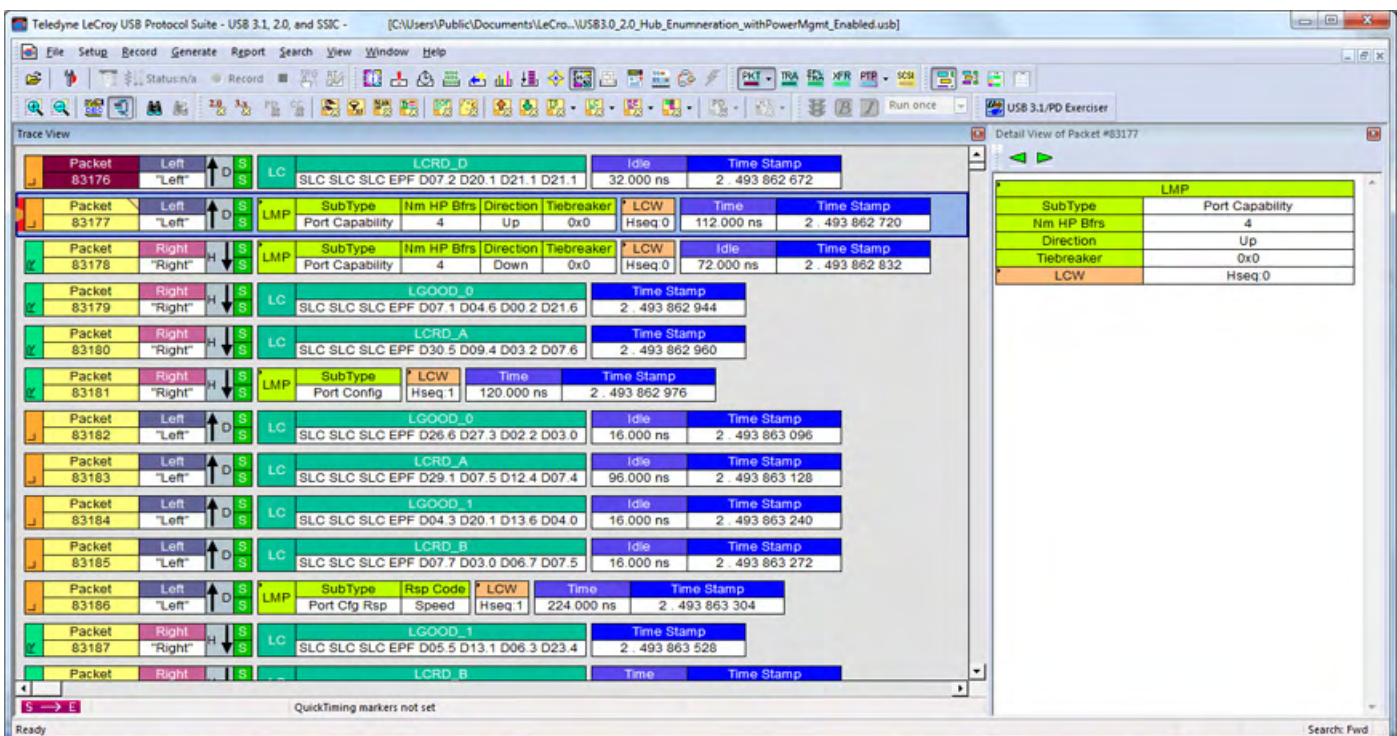 Teledyne LeCroy USB Protocol Suite - USB 3.1, 2.0, and SSIC - [C:\Users\Public\Documents\LeCro...\USB3.0_2.0_Hub_Enumneration_withPowerMgmt_Enabled.usb]
File Setup Record Generate Report Search View Window Help
Status:n/a Record PKT TRA XFR PTP SCSI
Run once USB 3.1/PD Exerciser
Trace View
Packet Left D S LC LCRD_D Idle Time Stamp
83176 "Left" S SLC SLC SLC EPF D07.2 D20.1 D21.1 D21.1 32.000 ns 2 . 493 862 672
Packet Left D S LMP SubType Nm HP Bfrs Direction Tiebreaker LCW Time Time Stamp
83177 "Left" S Port Capability 4 Up 0x0 Hseq:0 112.000 ns 2 . 493 862 720
Packet Right H S LMP SubType Nm HP Bfrs Direction Tiebreaker LCW Idle Time Stamp
R 83178 "Right" S Port Capability 4 Down 0x0 Hseq:0 72.000 ns 2 . 493 862 832
Packet Right H S LC LGOOD_0 Time Stamp
R 83179 "Right" S SLC SLC SLC EPF D07.1 D04.6 D00.2 D21.6 2 . 493 862 944
Packet Right H S LC LCRD_A Time Stamp
R 83180 "Right" S SLC SLC SLC EPF D30.5 D09.4 D03.2 D07.6 2 . 493 862 960
Packet Right H S LMP SubType LCW Time Time Stamp
R 83181 "Right" S Port Config Hseq:1 120.000 ns 2 . 493 862 976
Packet Left D S LC LGOOD_0 Idle Time Stamp
83182 "Left" S SLC SLC SLC EPF D26.6 D27.3 D02.2 D03.0 16.000 ns 2 . 493 863 096
Packet Left D S LC LCRD_A Idle Time Stamp
83183 "Left" S SLC SLC SLC EPF D29.1 D07.5 D12.4 D07.4 96.000 ns 2 . 493 863 128
Packet Left D S LC LGOOD_1 Idle Time Stamp
83184 "Left" S SLC SLC SLC EPF D04.3 D20.1 D13.6 D04.0 16.000 ns 2 . 493 863 240
Packet Left D S LC LCRD_B Idle Time Stamp
83185 "Left" S SLC SLC SLC EPF D07.7 D03.0 D06.7 D07.5 16.000 ns 2 . 493 863 272
Packet Left D S LMP SubType Rsp Code LCW Time Time Stamp
83186 "Left" S Port Cfg Rsp Speed Hseq:1 224.000 ns 2 . 493 863 304
Packet Right H S LC LGOOD_1 Time Stamp
R 83187 "Right" S SLC SLC SLC EPF D05.5 D13.1 D06.3 D23.4 2 . 493 863 528
Packet Right S LCRD_B Time Time Stamp
S E QuickTiming markers not set
Detail View of Packet #83177
LMP
SubType Port Capability
Nm HP Bfrs 4
Direction Up
Tiebreaker 0x0
LCW Hseq:0
Ready Search: Fwd